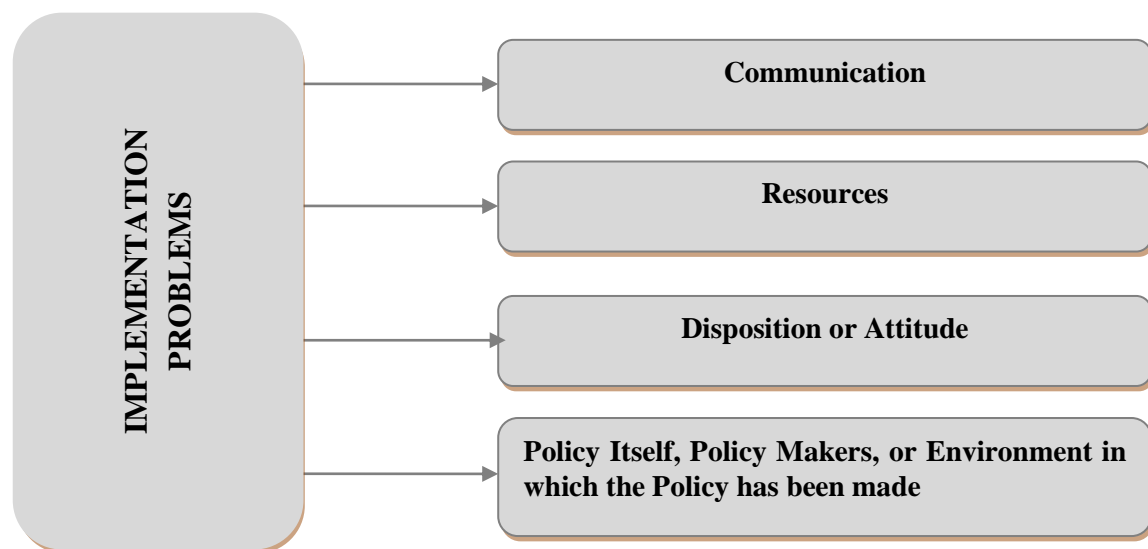 IMPLEMENTATION
PROBLEMS
Communication
Resources
Disposition or Attitude
Policy Itself, Policy Makers, or Environment in
which the Policy has been made